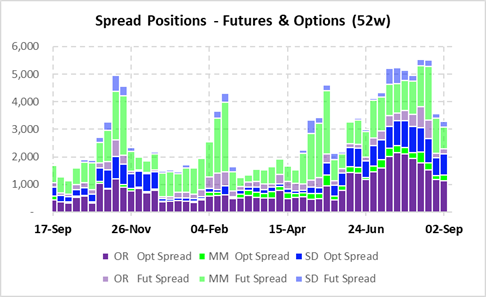 Spread Positions - Futures & Options (52w)
6,000
5,000
4,000
3,000
2,000
1,000
-
17-Sep 26-Nov 04-Feb 15-Apr 24-Jun 02-Sep
OR Opt Spread MM Opt Spread SD Opt Spread
OR Fut Spread MM Fut Spread SD Fut Spread